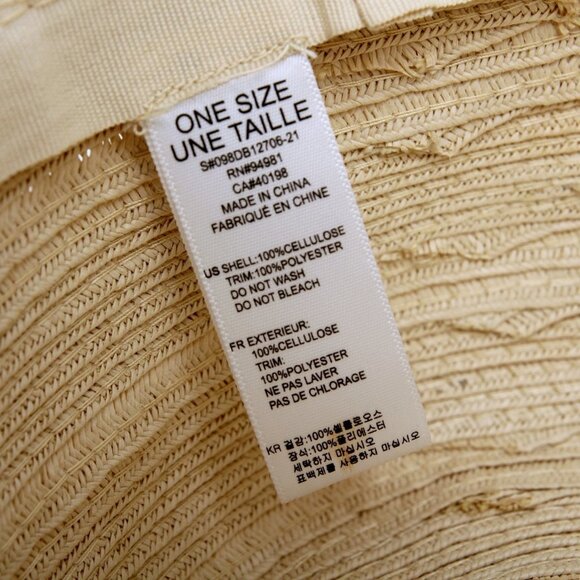 ONE SIZE
UNE TAILLE
S#098DB12706-21
RN#94981
CA#40198
MADE IN CHINA
FABRIQUÉ EN CHINE
US SHELL:100%CELLULOSE
TRIM:100%POLYESTER
DO NOT WASH
DO NOT BLEACH
FR EXTERIEUR:
100%CELLULOSE
TRIM:
100%POLYESTER
NE PAS LAVER
PAS DE CHLORAGE
KR 겉감:100%셀룰로오스
장식:100%폴리에스터
세탁하지 마십시오
표백제를 사용하지 마십시오